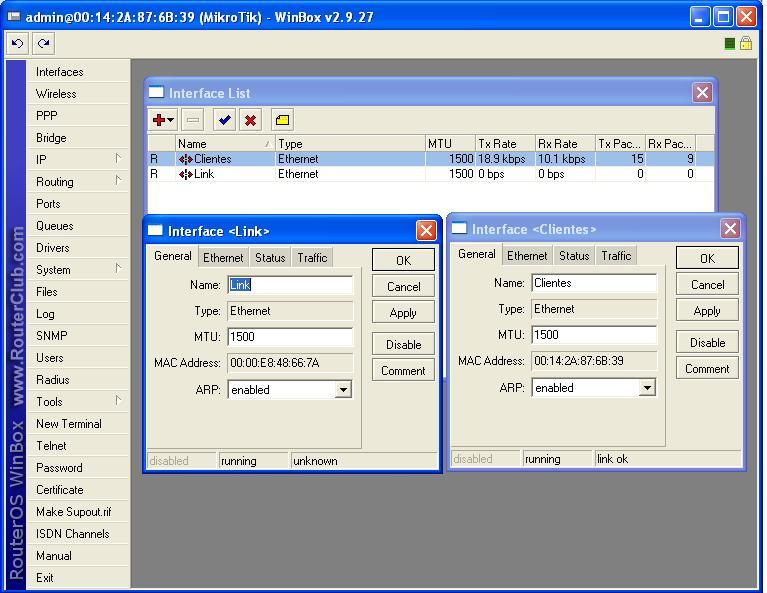 admin@00:14:2A:87:6B:39 (MikroTik) - WinBox v2.9.27
Interfaces
Wireless
PPP
Bridge
IP
Routing
Ports
Queues
Drivers
System
Files
Log
SNMP
Users
Radius
Tools
New Terminal
Telnet
Password
Certificate
Make Supout.rif
ISDN Channels
Manual
Exit
RouterOS WinBox www.RouterClub.com
Interface List
Name Type MTU Tx Rate Rx Rate Tx Pac... Rx Pac...
R Clientes Ethernet 1500 18.9 kbps 10.1 kbps 15 9
R Link Ethernet 1500 0 bps 0 bps 0 0
Interface <Link>
General Ethernet Status Traffic
Name: Link
Type: Ethernet
MTU: 1500
MAC Address: 00:00:E8:48:66:7A
ARP: enabled
OK
Cancel
Apply
Disable
Comment
disabled running unknown
Interface <Clientes>
General Ethernet Status Traffic
Name: Clientes
Type: Ethernet
MTU: 1500
MAC Address: 00:14:2A:87:6B:39
ARP: enabled
OK
Cancel
Apply
Disable
Comment
disabled running link ok